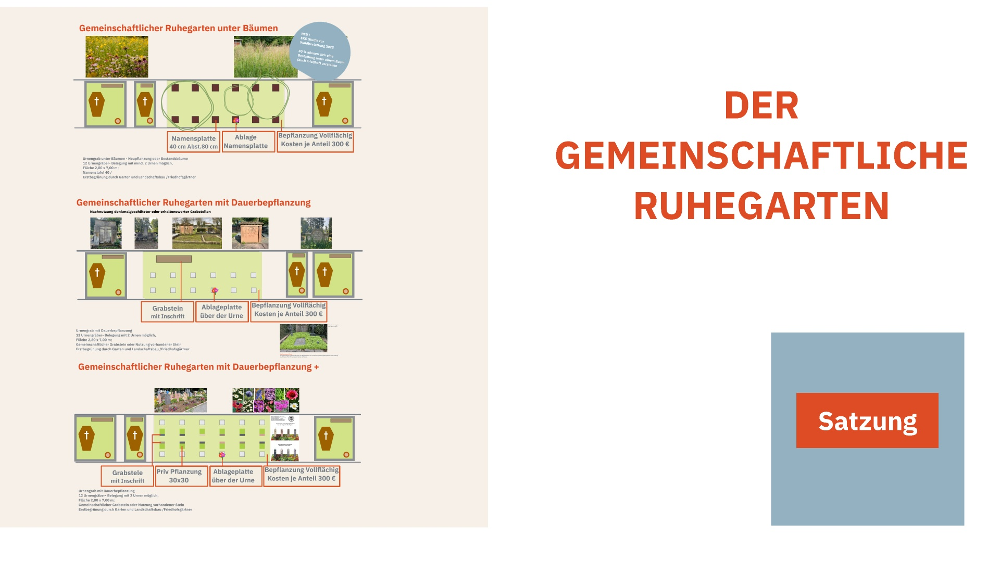 Gemeinschaftlicher Ruhegarten unter Bäumen
NEU !
EKD Studie zur
Waldbestattung 2025
40 % können sich eine
Bestattung unter einem Baum
(auch Friedhof) vorstellen
Namensplatte
40 cm Abst.80 cm
Ablage
Namensplatte
Bepflanzung Vollflächig
Kosten je Anteil 300 €
Urnengrab unter Bäumen - Neupflanzung oder Bestandsbäume
12 Urnengräber- Belegung mit mind. 2 Urnen möglich,
Fläche 2,80 x 7,00 m;
Namenstafel 40 /
Erstbegrünung durch Garten und Landschaftsbau /Friedhofsgärtner
Gemeinschaftlicher Ruhegarten mit Dauerbepflanzung
Nachnutzung denkmalgeschützter oder erhaltenswerter Grabstellen
Grabstein
mit Inschrift
Ablageplatte
über der Urne
Bepflanzung Vollflächig
Kosten je Anteil 300 €
Urnengrab mit Dauerbepflanzung
12 Urnengräber- Belegung mit 2 Urnen möglich,
Fläche 2,80 x 7,00 m;
Gemeinschaftlicher Grabstein oder Nutzung vorhandener Stein
Erstbegrünung durch Garten und Landschaftsbau /Friedhofsgärtner
Gemeinschaftlicher Ruhegarten mit Dauerbepflanzung +
Grabstele
mit Inschrift
Priv Pflanzung
30x30
Ablageplatte
über der Urne
Bepflanzung Vollflächig
Kosten je Anteil 300 €
Urnengrab mit Dauerbepflanzung
12 Urnengräber- Belegung mit 2 Urnen möglich,
Fläche 2,80 x 7,00 m;
Gemeinschaftlicher Grabstein oder Nutzung vorhandener Stein
Erstbegrünung durch Garten und Landschaftsbau /Friedhofsgärtner
DER
GEMEINSCHAFTLICHE
RUHEGARTEN
Satzung